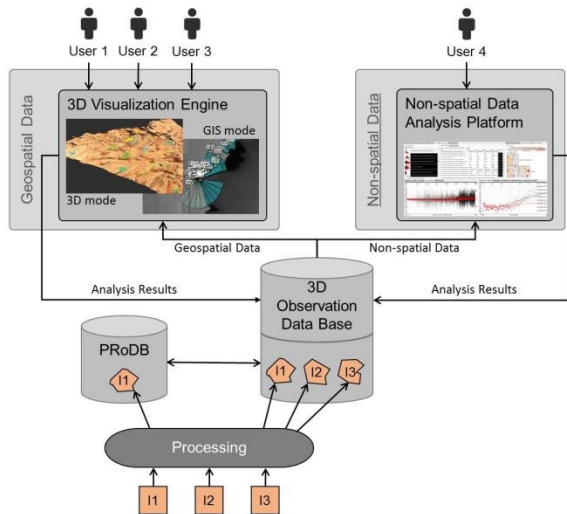 User 1
User 2
User 3
User 4
Geospatial Data
3D Visualization Engine
GIS mode
3D mode
Non-spatial Data
Non-spatial Data
Analysis Platform
Geospatial Data
Non-spatial Data
Analysis Results
3D
Observation
Data Base
Analysis Results
PRoDB
I1
I1
I2
I3
Processing
I1
I2
I3